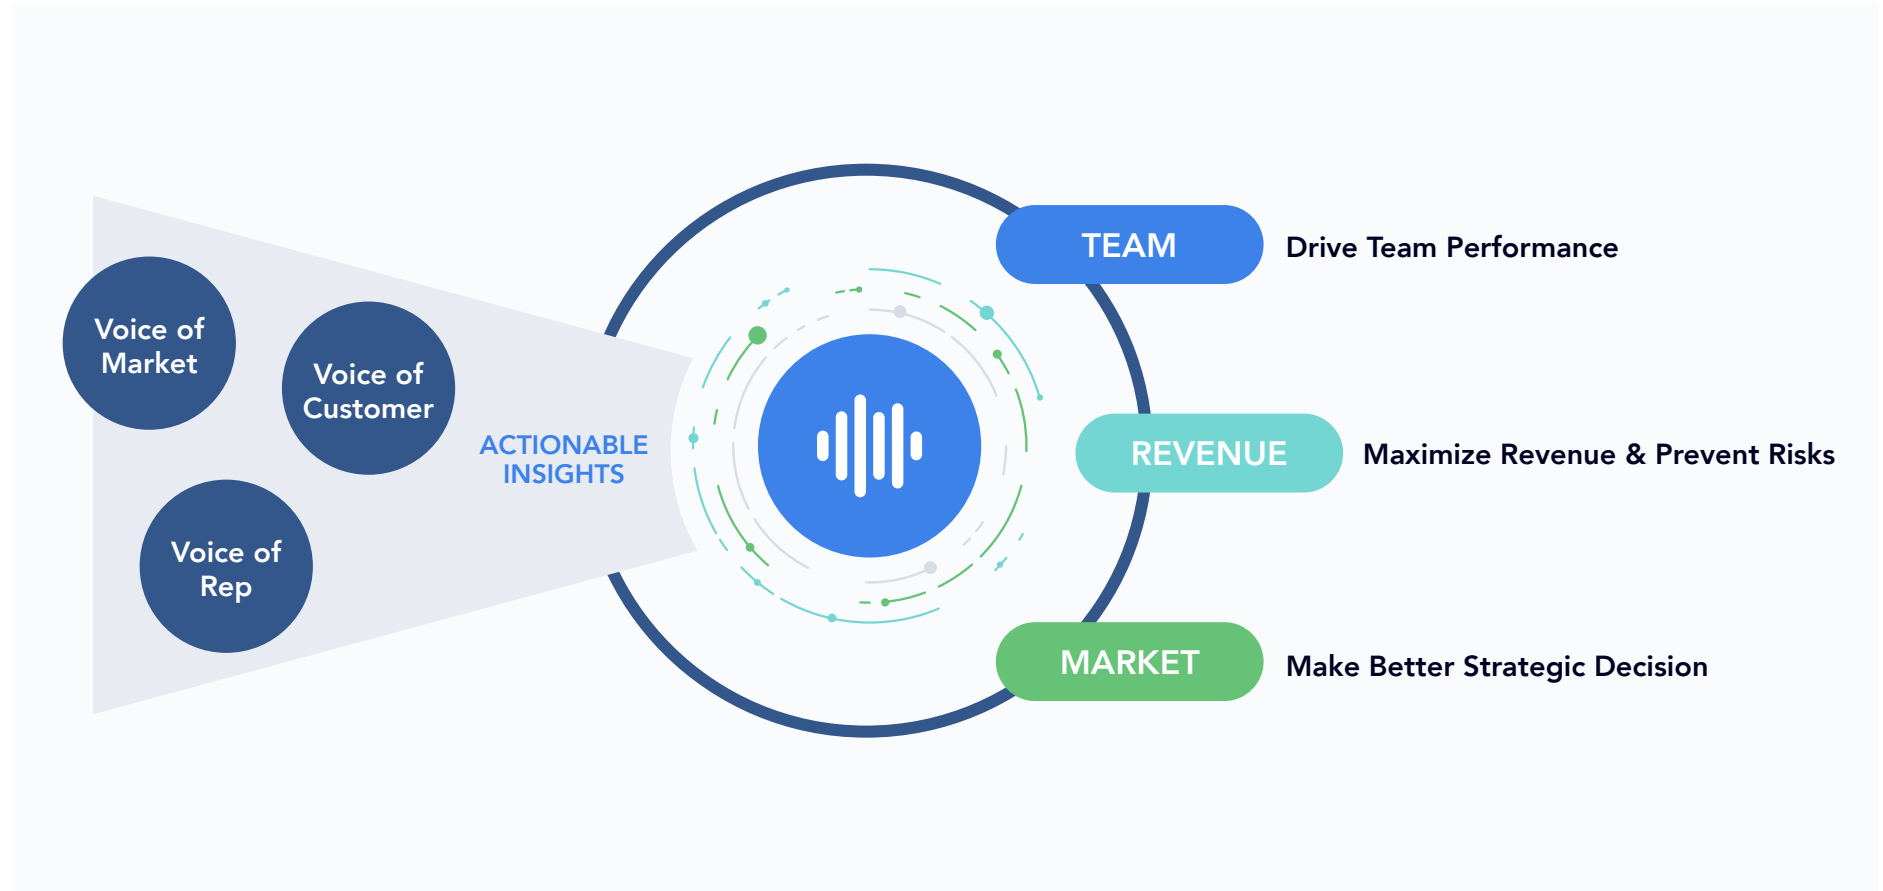 Voice of
Market
Voice of
Customer
Voice of
Rep
ACTIONABLE
INSIGHTS
TEAM
Drive Team Performance
REVENUE
Maximize Revenue & Prevent Risks
MARKET
Make Better Strategic Decision